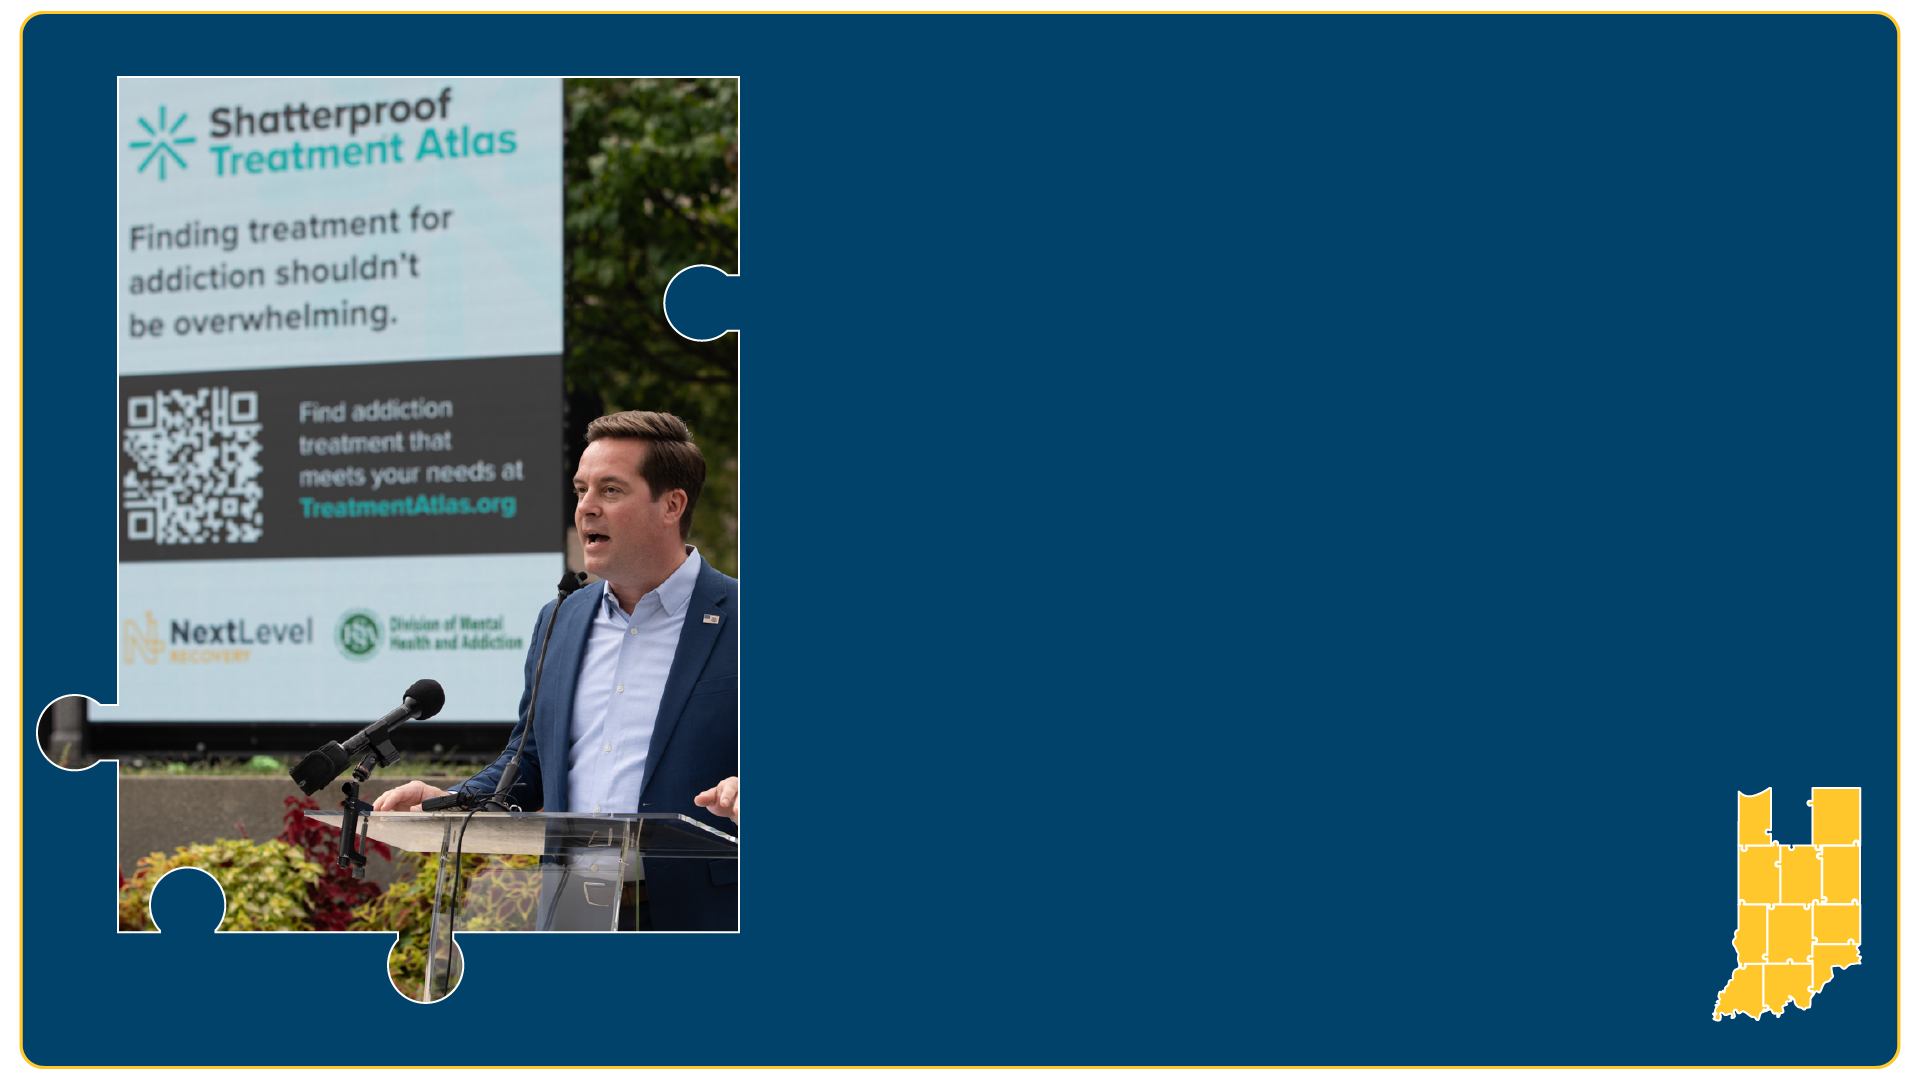 Shatterproof
Treatment Atlas
Finding treatment for
addiction shouldn't
be overwhelming.
Find addiction
treatment that
meets your needs at
TreatmentAtlas.org
NextLevel
RECOVERY
Division of Mental
Health and Addiction